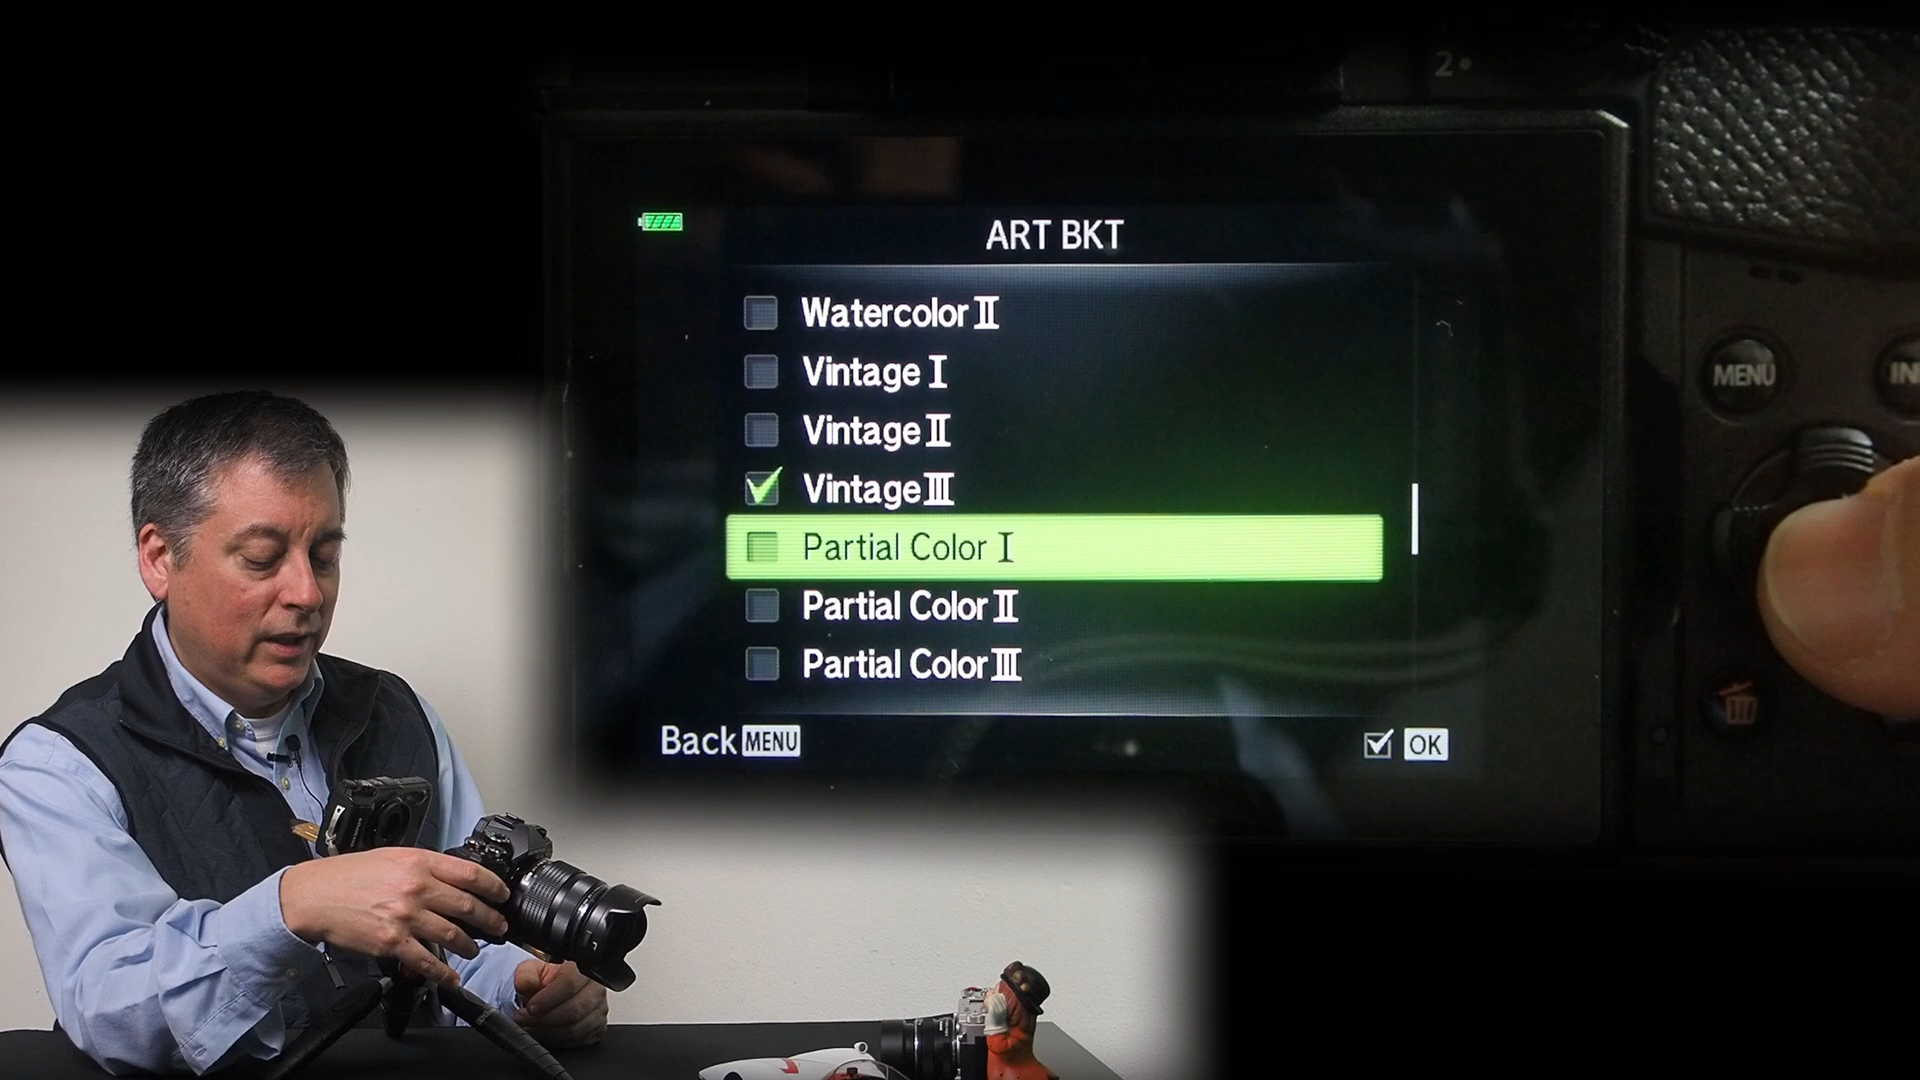 2•
ART BKT
Watercolor II
Vintage I
Vintage II
Vintage III
Partial Color I
Partial Color II
Partial Color III
Back MENU
OK
MENU